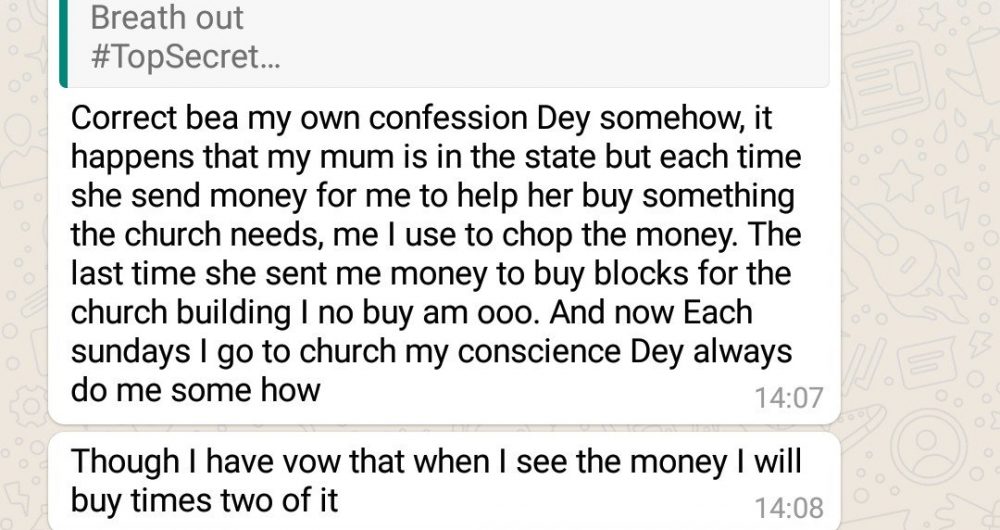 Breath out
#TopSecret...
Correct bea my own confession Dey somehow, it
happens that my mum is in the state but each time
she send money for me to help her buy something
the church needs, me I use to chop the money. The
last time she sent me money to buy blocks for the
church building I no buy am ooo. And now Each
sundays I go to church my conscience Dey always
do me some how
14:07
Though I have vow that when I see the money I will
buy times two of it
14:08